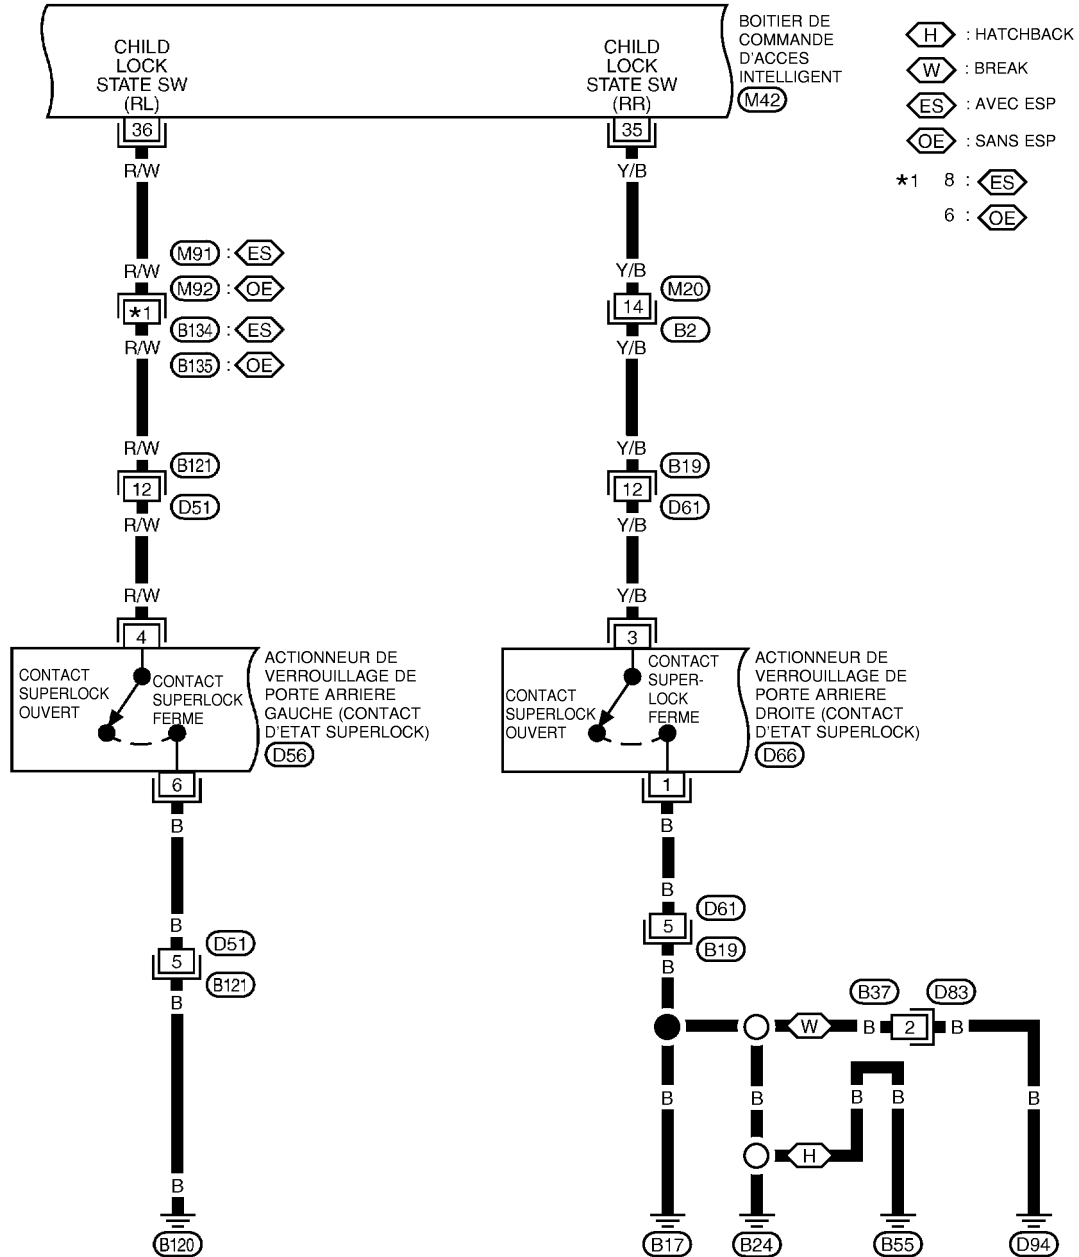 CHILD
LOCK
STATE SW
(RL)
36
CHILD
LOCK
STATE SW
(RR)
35
BOITIER DE
COMMANDE
D'ACCES
INTELLIGENT
M42
H : HATCHBACK
W : BREAK
ES : AVEC ESP
OE : SANS ESP
*1 8 : ES
6 : OE
R/W
Y/B
R/W
M91 : ES
M92 : OE
*1
B134 : ES
B135 : OE
R/W
Y/B
M20
14
B2
Y/B
R/W
B121
12
D51
R/W
Y/B
B19
12
D61
Y/B
R/W
4
Y/B
3
CONTACT
SUPERLOCK
OUVERT
CONTACT
SUPERLOCK
FERME
ACTIONNEUR DE
VERROUILLAGE DE
PORTE ARRIERE
GAUCHE (CONTACT
D'ETAT SUPERLOCK)
D56
6
CONTACT
SUPERLOCK
OUVERT
CONTACT
SUPER-
LOCK
FERME
ACTIONNEUR DE
VERROUILLAGE DE
PORTE ARRIERE
DROITE (CONTACT
D'ETAT SUPERLOCK)
D66
1
B
B
B
D51
5
B121
B
B
D61
5
B19
B
B37 D83
W B 2 B
B B B B B
H
B
B120 B17 B24 B55 D94